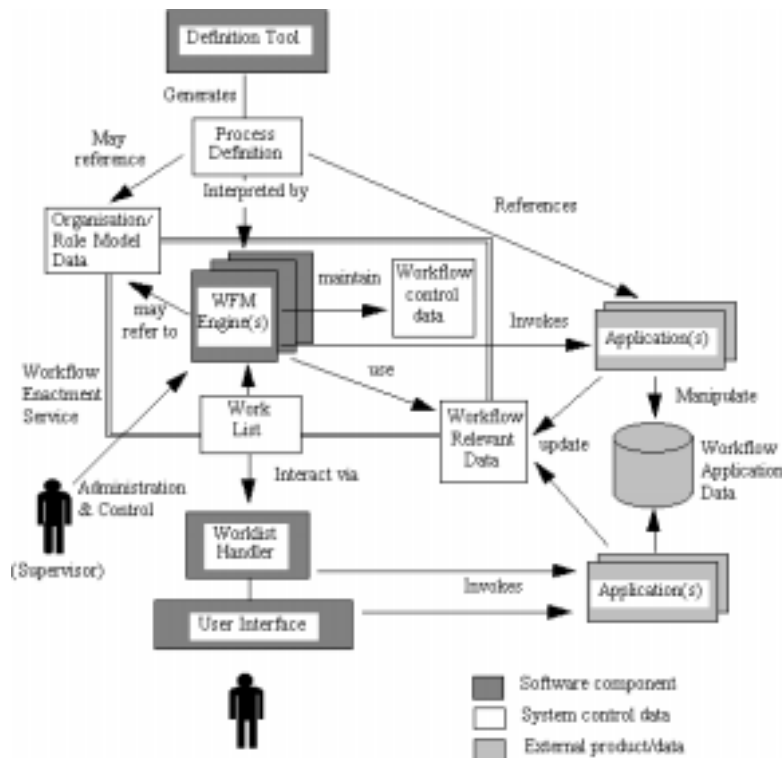 Definition Tool
Generates
May
reference
Process
Definition
Interpreted by
References
Organisation/
Role Model
Data
maintain
Workflow
control
data
WFM
Engine(s)
may
refer to
Invokes
Application(s)
Workflow
Enactment
Service
use
Manipulate
Work
List
Workflow
Relevant
Data
update
Workflow
Application
Data
Interact via
Administration
& Control
(Supervisor)
Worklist
Handler
Invokes
Application(s)
User Interface
Software component
System control data
External product/data